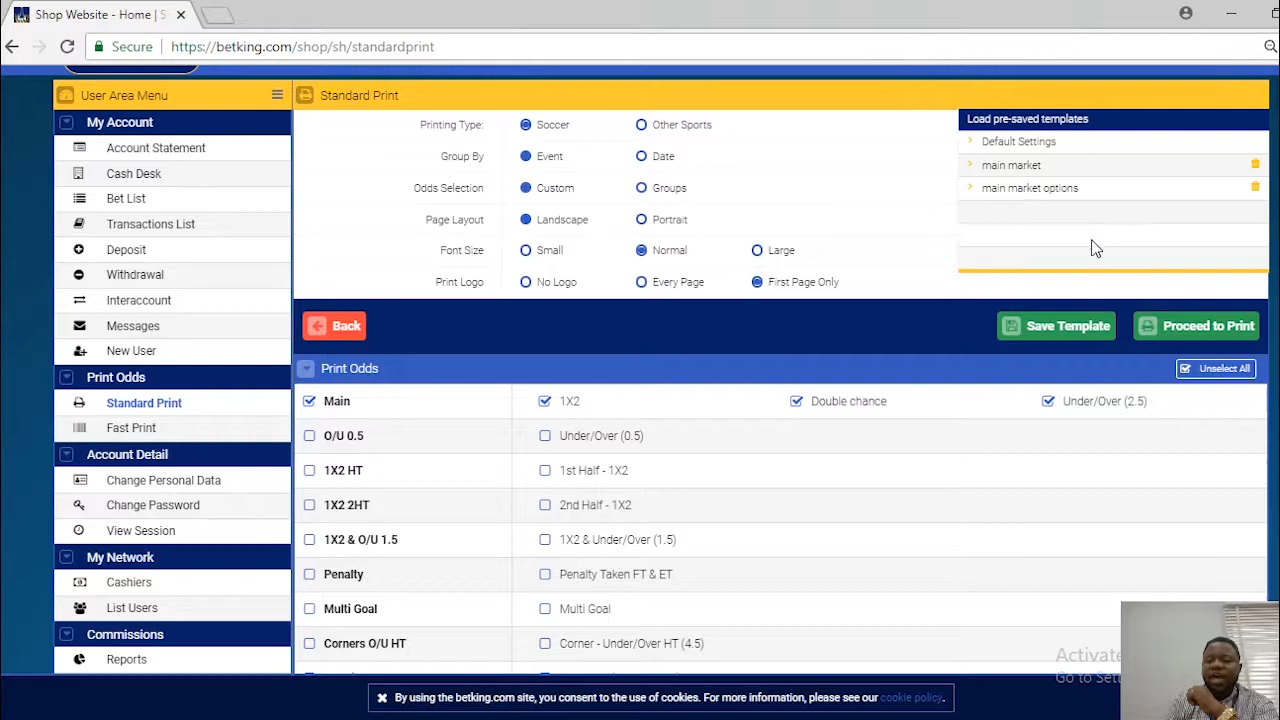 Shop Website - Home | S
Secure https://betking.com/shop/sh/standardprint
User Area Menu
My Account
Account Statement
Cash Desk
Bet List
Transactions List
Deposit
Withdrawal
Interaccount
Messages
New User
Print Odds
Standard Print
Fast Print
Account Detail
Change Personal Data
Change Password
View Session
My Network
Cashiers
List Users
Commissions
Reports
Standard Print
Printing Type: Soccer Other Sports
Group By Event Date
Odds Selection Custom Groups
Page Layout Landscape Portrait
Font Size Small Normal Large
Print Logo No Logo Every Page First Page Only
Load pre-saved templates
Default Settings
main market
main market options
Back Save Template Proceed to Print
Print Odds Unselect All
Main 1X2 Double chance Under/Over (2.5)
O/U 0.5 Under/Over (0.5)
1X2 HT 1st Half - 1X2
1X2 2HT 2nd Half - 1X2
1X2 & O/U 1.5 1X2 & Under/Over (1.5)
Penalty Penalty Taken FT & ET
Multi Goal Multi Goal
Corners O/U HT Corner - Under/Over HT (4.5)
Activate
Go to Set
By using the betking.com site, you consent to the use of cookies. For more information, please see our cookie policy.